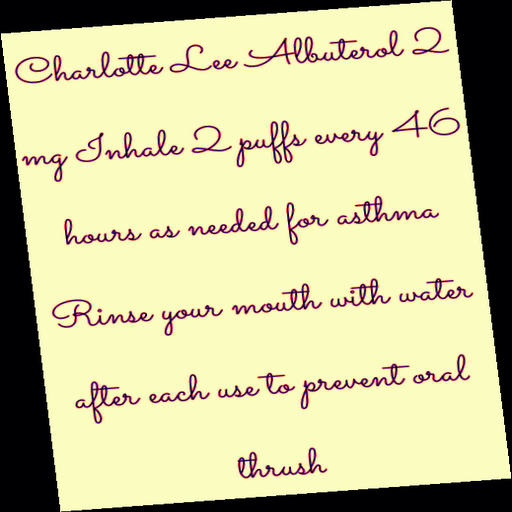 Charlotte Lee Albuterol 2
mg Inhale 2 puffs every 46
hours as needed for asthma
Rinse your mouth with water
after each use to prevent oral
thrush